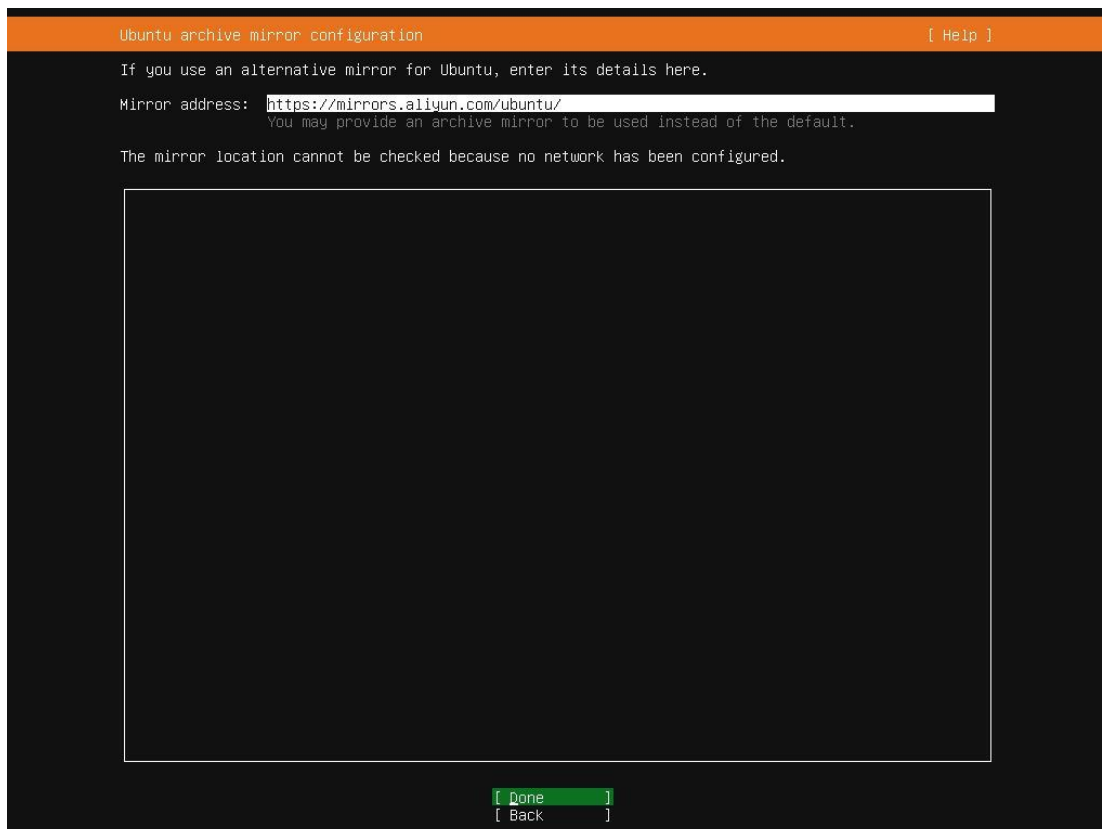 Ubuntu archive mirror configuration [ Help ]
If you use an alternative mirror for Ubuntu, enter its details here.
Mirror address: https://mirrors.aliyun.com/ubuntu/
You may provide an archive mirror to be used instead of the default.
The mirror location cannot be checked because no network has been configured.
[ Done ]
[ Back ]